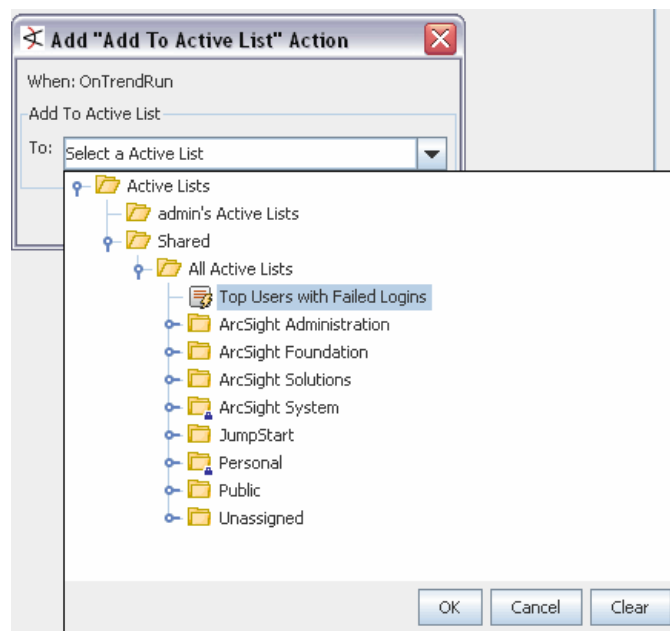 Add "Add To Active List" Action
When: OnTrendRun
Add To Active List
To: Select a Active List
Active Lists
admin's Active Lists
Shared
All Active Lists
Top Users with Failed Logins
ArcSight Administration
ArcSight Foundation
ArcSight Solutions
ArcSight System
JumpStart
Personal
Public
Unassigned
OK Cancel Clear